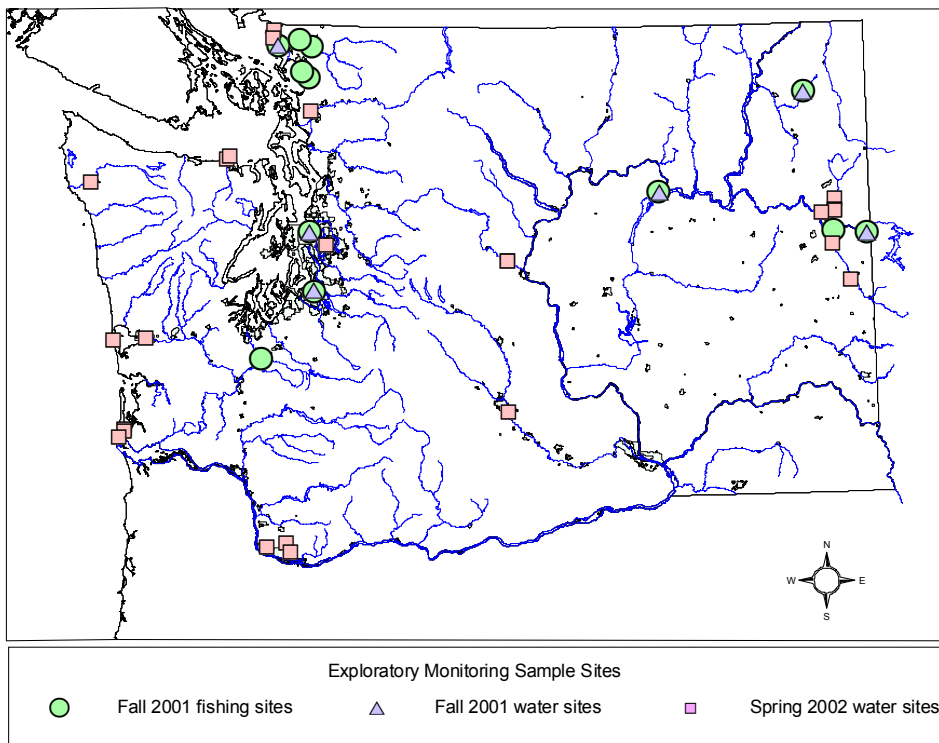 N
W E
S
Exploratory Monitoring Sample Sites
Fall 2001 fishing sites Fall 2001 water sites Spring 2002 water sites